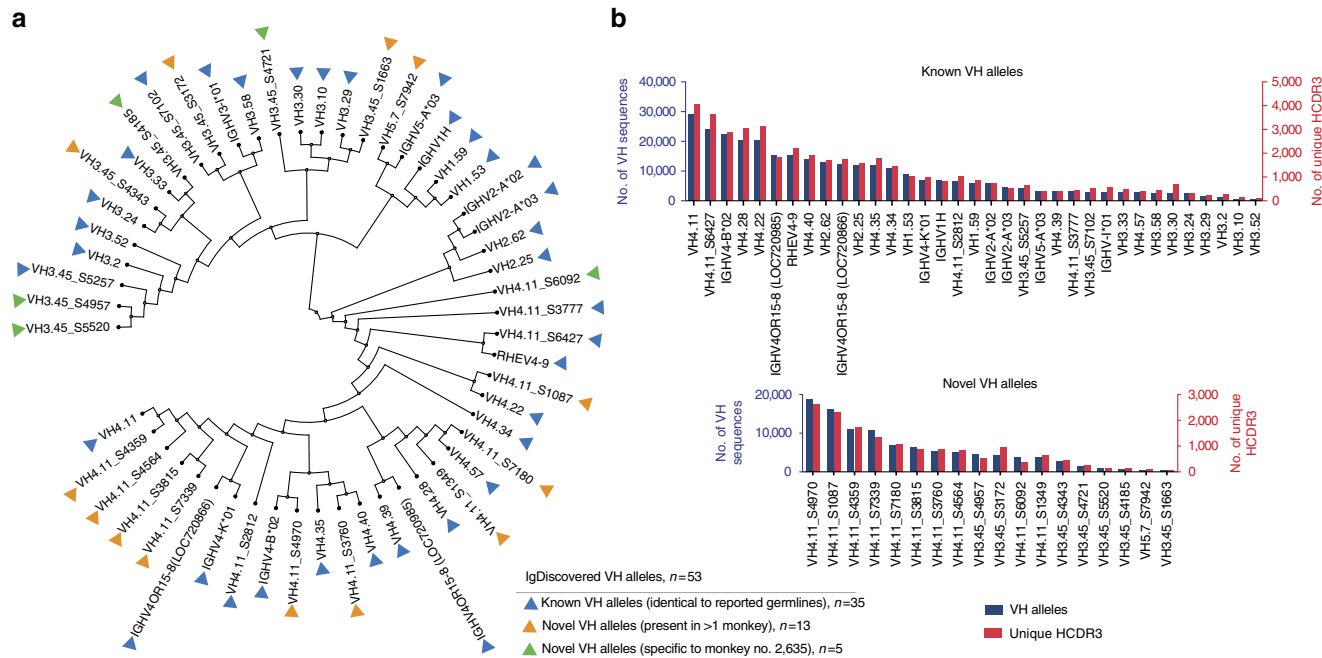 a
VH3.45_S4721
VH3.30
VH3.10
VH3.29
VH3.45_S1663
VH5.7_S7942
IGHV5-A*03
IGHV1H
VH1.59
VH1.53
IGHV2-A*02
IGHV2-A*03
VH2.62
VH2.25
VH4.11_S6092
VH4.11_S3777
VH4.11_S6427
RHEV4-9
VH4.11_S1087
VH4.22
VH4.34
VH4.11_S7180
VH4.57
VH4.11_S1349
VH4.28
IGHV4OR15-8 (LOC720985)
VH4.39
VH4.40
VH4.11_S3760
VH4.35
VH4.11_S4970
IGHV4-B*02
VH4.11_S2812
IGHV4-K*01
IGHV4OR15-8(LOC720866)
VH4.11_S7339
VH4.11_S3815
VH4.11_S4564
VH4.11_S4359
VH4.11
VH3.45_S5520
VH3.45_S4957
VH3.45_S5257
VH3.2
VH3.52
VH3.24
VH3.45_S4343
VH3.33
VH3.45_S4185
VH3.45_S7102
VH3.45_S3172
IGHV3-I*01
VH3.58
IgDiscovered VH alleles, n=53
Known VH alleles (identical to reported germlines), n=35
Novel VH alleles (present in >1 monkey), n=13
Novel VH alleles (specific to monkey no. 2,635), n=5
b
Known VH alleles
No. of VH sequences
40,000
30,000
20,000
10,000
0
5,000
4,000
3,000
2,000
1,000
0
No. of unique HCDR3
VH4.11
VH4.11_S6427
IGHV4-B*02
VH4.28
VH4.22
IGHV4OR15-8 (LOC720985)
RHEV4-9
VH4.40
VH2.62
IGHV4OR15-8 (LOC720866)
VH2.25
VH4.35
VH4.34
VH1.53
IGHV4-K*01
IGHV1H
VH4.11_S2812
VH1.59
IGHV2-A*02
IGHV2-A*03
VH3.45_S5257
IGHV5-A*03
VH4.39
VH4.11_S3777
VH3.45_S7102
IGHV-I*01
VH3.33
VH4.57
VH3.58
VH3.30
VH3.24
VH3.29
VH3.2
VH3.10
VH3.52
Novel VH alleles
No. of VH
sequences
20,000
10,000
0
3,000
2,000
1,000
0
No. of unique
HCDR3
VH4.11_S4970
VH4.11_S1087
VH4.11_S4359
VH4.11_S7339
VH4.11_S7180
VH4.11_S3815
VH4.11_S3760
VH4.11_S4564
VH3.45_S4957
VH3.45_S3172
VH4.11_S6092
VH4.11_S1349
VH3.45_S4343
VH3.45_S4721
VH3.45_S5520
VH3.45_S4185
VH5.7_S7942
VH3.45_S1663
VH alleles
Unique HCDR3